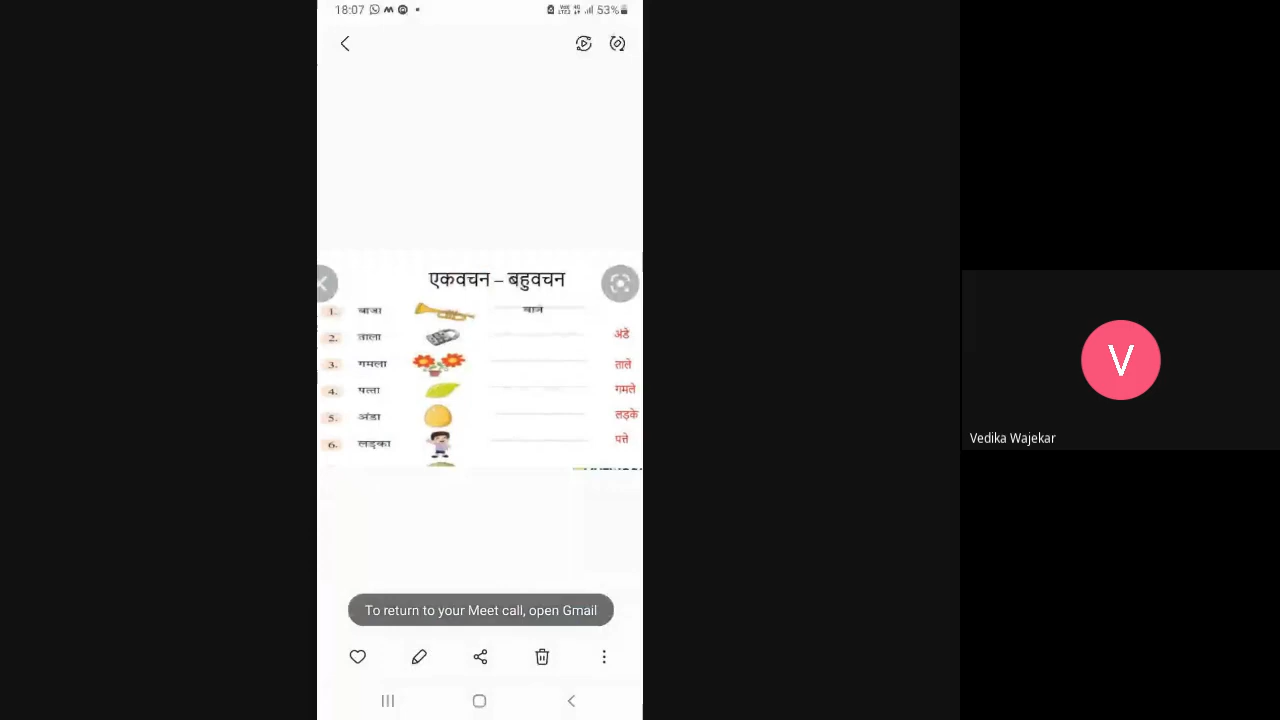 18:07 53%
एकवचन – बहुवचन
1. बाजा बाजे
2. ताला अंडे
3. गमला ताले
4. पत्ता गमले
5. अंडा लड़के
6. लड़का पत्ते
To return to your Meet call, open Gmail
V
Vedika Wajekar